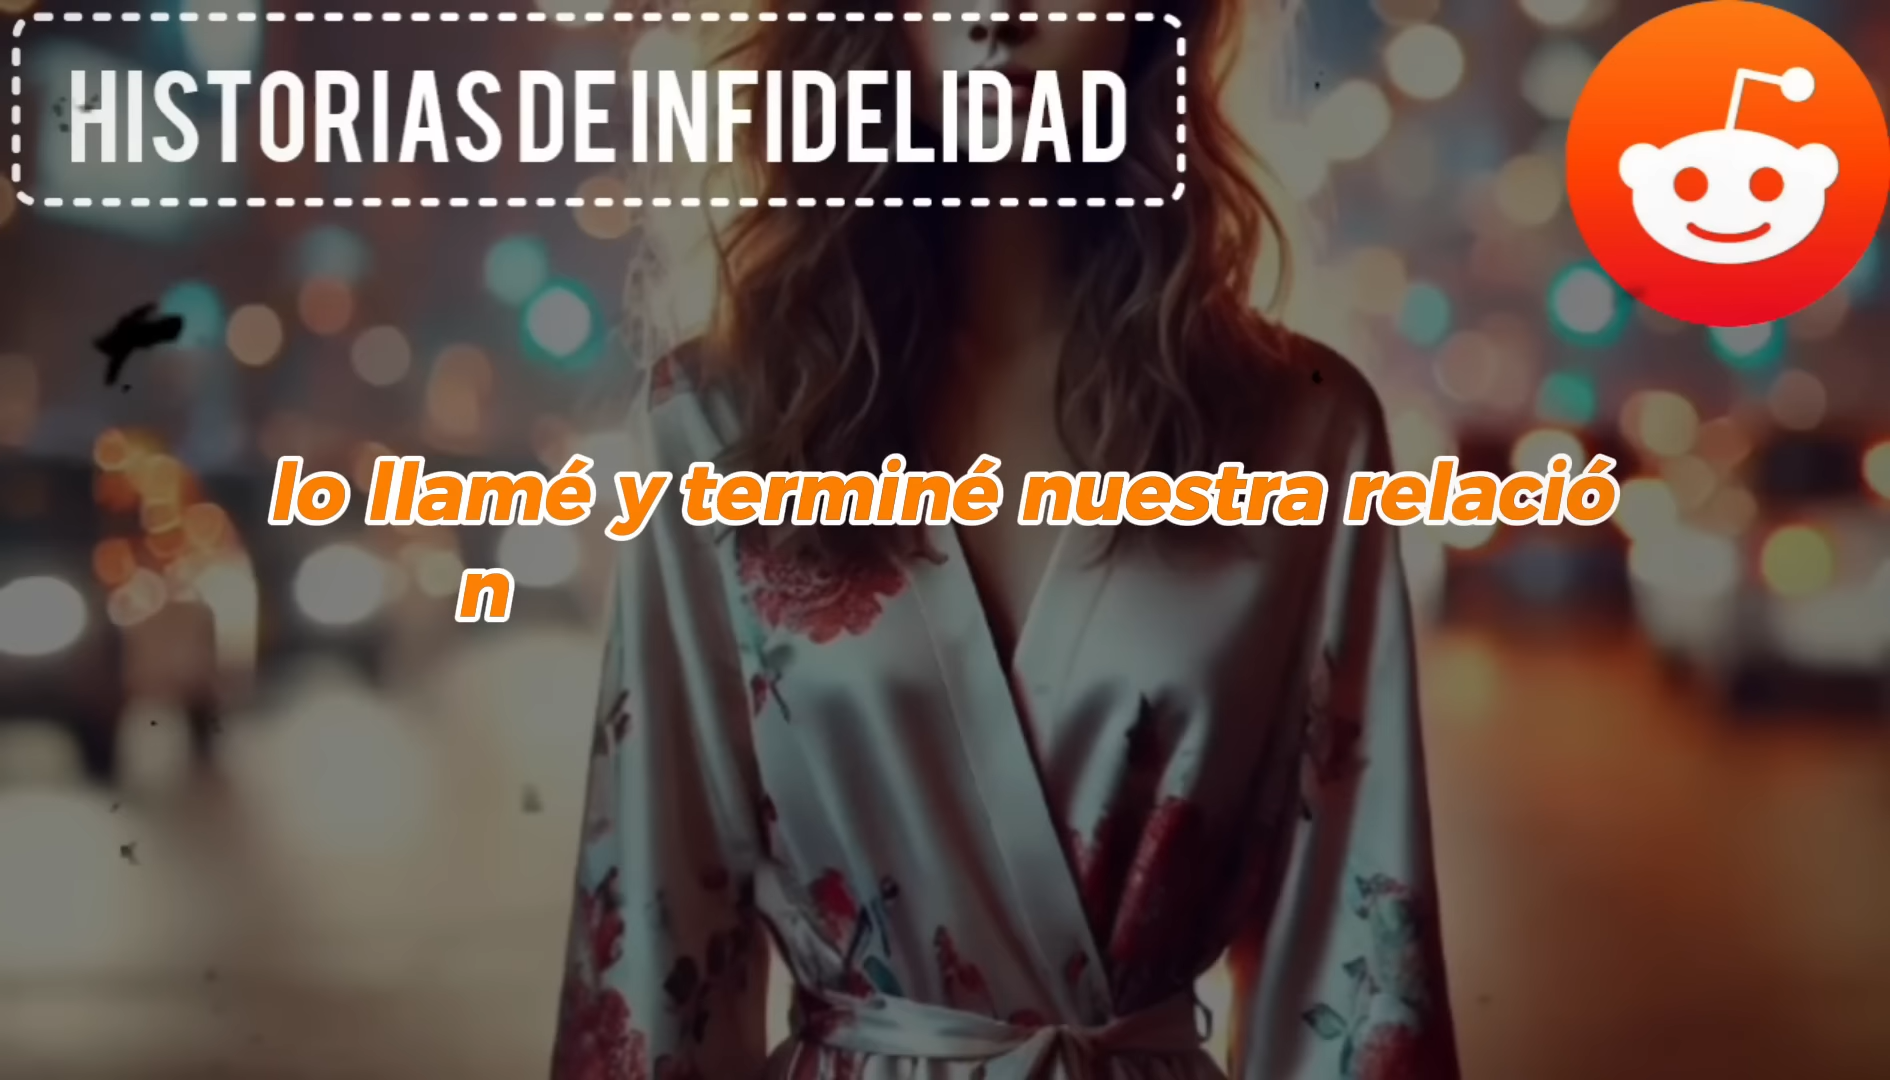 HISTORIAS DE INFIDELIDAD
lo llamé y terminé nuestra relació
n